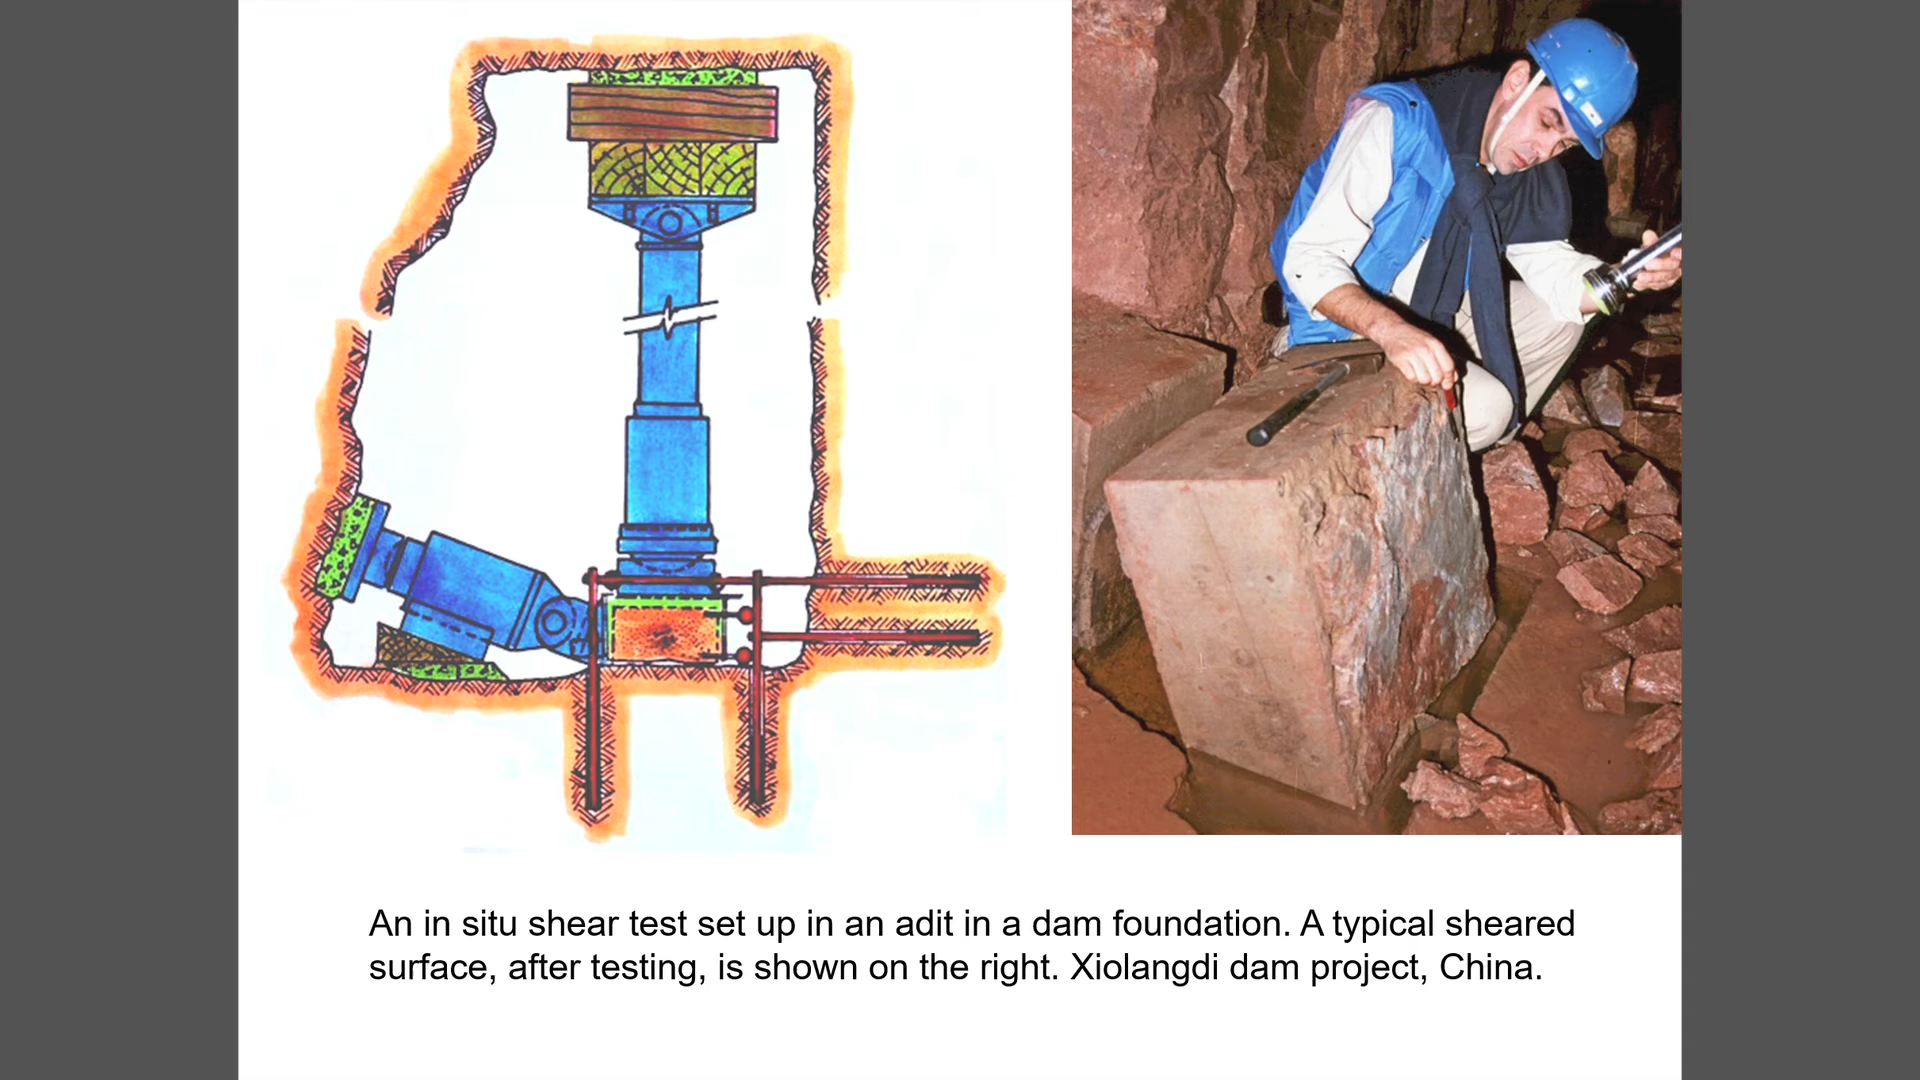 An in situ shear test set up in an adit in a dam foundation. A typical sheared
surface, after testing, is shown on the right. Xiolangdi dam project, China.